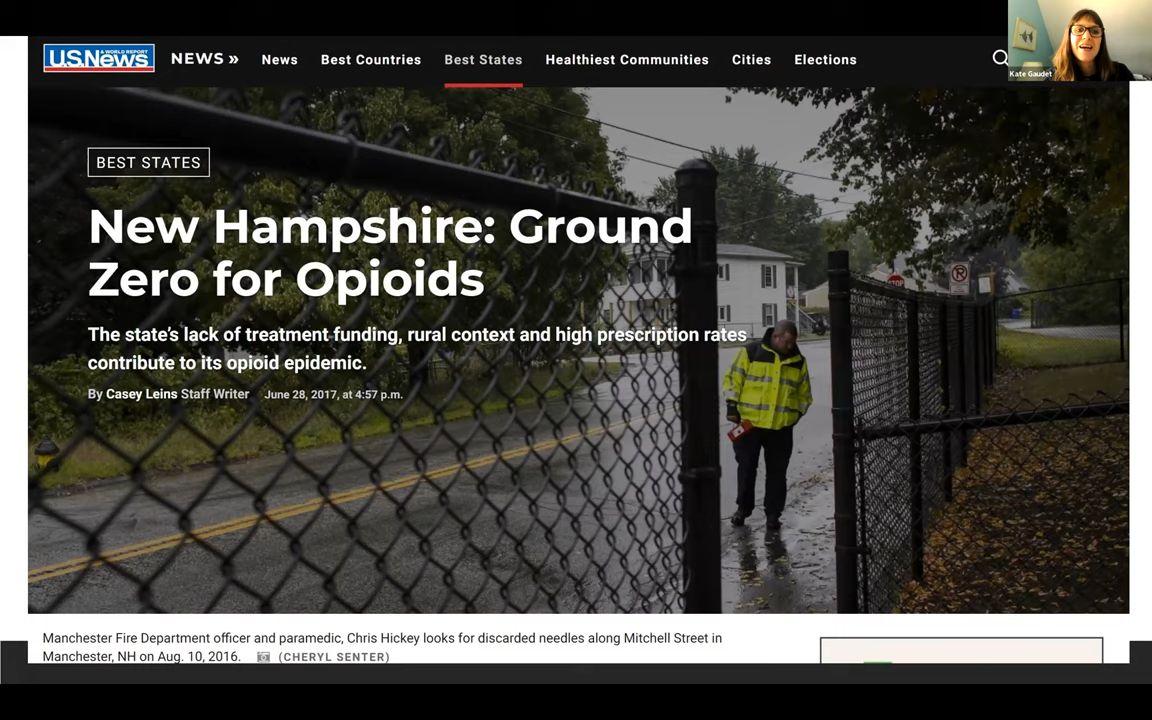 U.S.News
& WORLD REPORT
NEWS »
News
Best Countries
Best States
Healthiest Communities
Cities
Elections
Kate Gaudet
BEST STATES
New Hampshire: Ground
Zero for Opioids
The state's lack of treatment funding, rural context and high prescription rates
contribute to its opioid epidemic.
By Casey Leins Staff Writer June 28, 2017, at 4:57 p.m.
STOP
Manchester Fire Department officer and paramedic, Chris Hickey looks for discarded needles along Mitchell Street in
Manchester, NH on Aug. 10, 2016. (CHERYL SENTER)